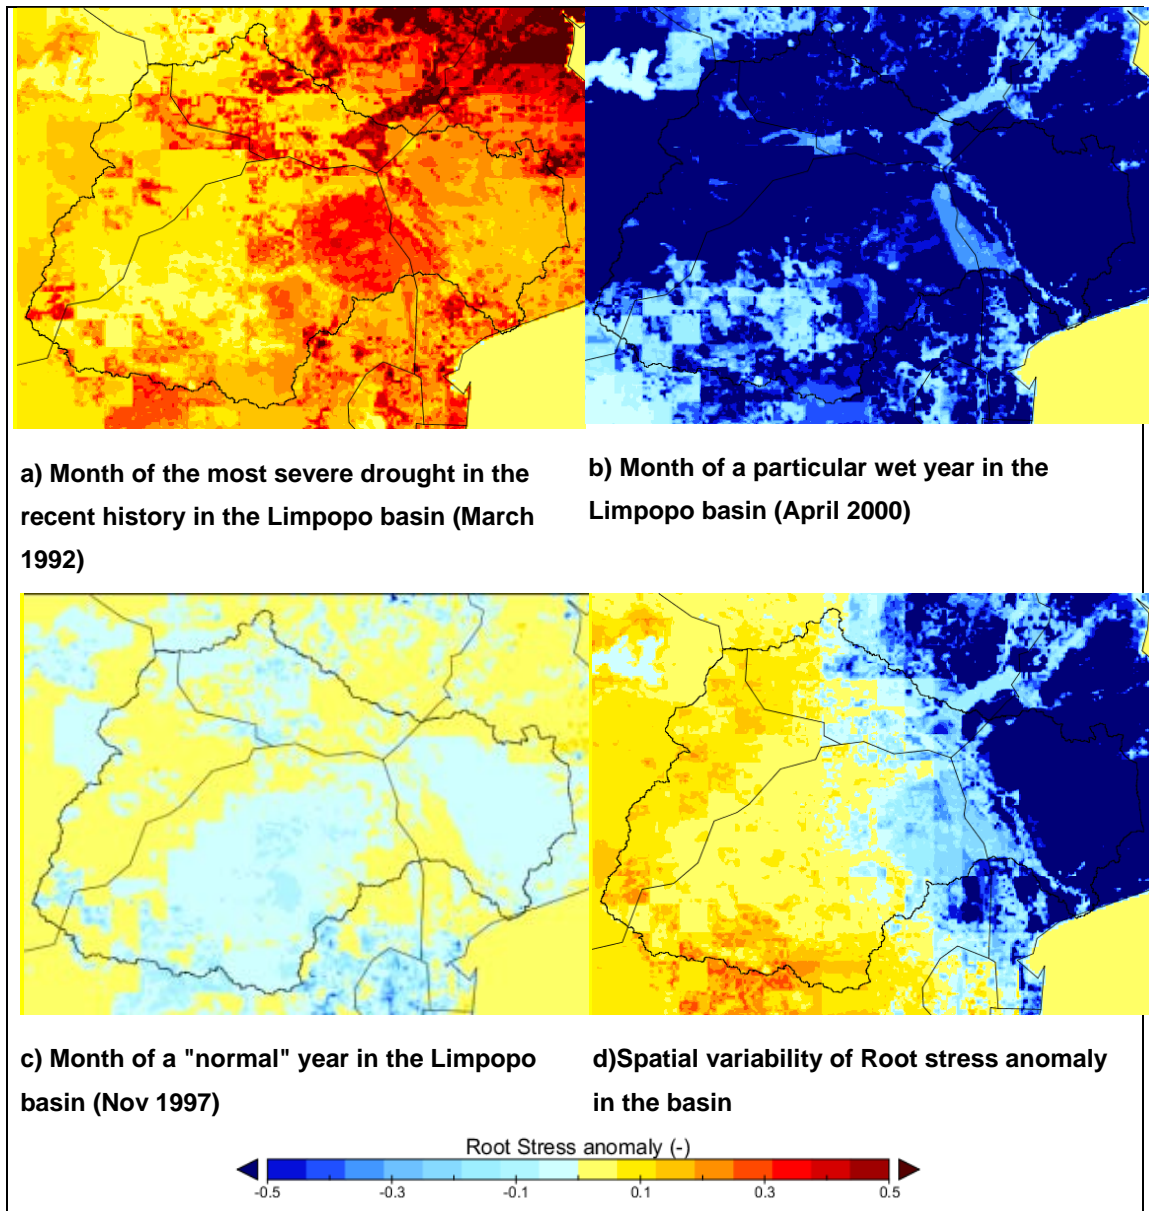 a) Month of the most severe drought in the
recent history in the Limpopo basin (March
1992)
b) Month of a particular wet year in the
Limpopo basin (April 2000)
c) Month of a "normal" year in the Limpopo
basin (Nov 1997)
d)Spatial variability of Root stress anomaly
in the basin
Root Stress anomaly (-)
-0.5 -0.3 -0.1 0.1 0.3 0.5